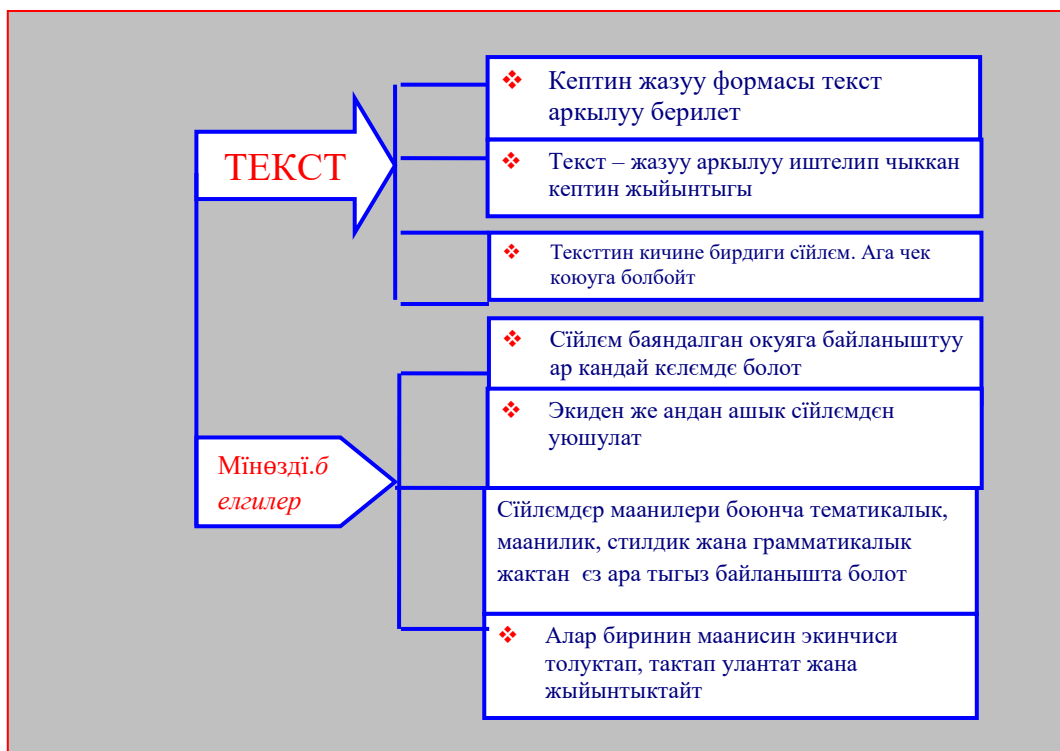 ТЕКСТ
❖ Кептин жазуу формасы текст
аркылуу берилет
❖ Текст – жазуу аркылуу иштелип чыккан
кептин жыйынтыгы
❖ Тексттин кичине бирдиги сїйлєм. Ага чек
коюуга болбойт
Мїнөздї.б
елгилер
❖ Сїйлєм баяндалган окуяга байланыштуу
ар кандай кєлємдє болот
❖ Экиден же андан ашык сїйлємдєн
уюшулат
Сїйлємдєр маанилери боюнча тематикалык,
маанилик, стилдик жана грамматикалык
жактан єз ара тыгыз байланышта болот
❖ Алар биринин маанисин экинчиси
толуктап, тактап улантат жана
жыйынтыктайт